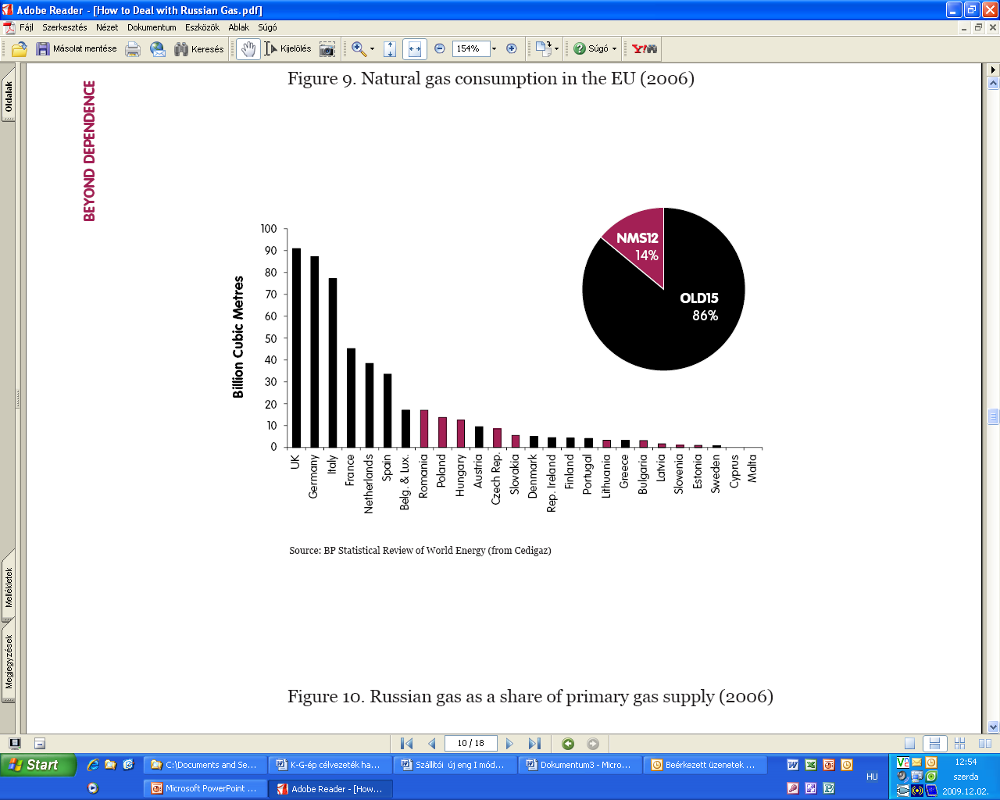 Adobe Reader - [How to Deal with Russian Gas.pdf]
Fájl Szerkesztés Nézet Dokumentum Eszközök Ablak Súgó
Másolat mentése Keresés Kijelölés 154% Súgó Y!
Oldalak
Mellékletek
Megjegyzések
BEYOND DEPENDENCE
Figure 9. Natural gas consumption in the EU (2006)
NMS12
14%
OLD15
86%
Billion Cubic Metres
100
90
80
70
60
50
40
30
20
10
0
UK Germany Italy France Netherlands Spain Belg. & Lux. Romania Poland Hungary Austria Czech Rep. Slovakia Denmark Rep. Ireland Finland Portugal Lithuania Greece Bulgaria Latvia Slovenia Estonia Sweden Cyprus Malta
Source: BP Statistical Review of World Energy (from Cedigaz)
Figure 10. Russian gas as a share of primary gas supply (2006)
10 / 18
Start C:\Documents and Se... K-G-ép célvezeték ha... Szállítói új eng I mód... Dokumentum3 - Micro... Beérkezett üzenetek ... 12:54
HU szerda
Microsoft PowerPoint ... Adobe Reader - [How... 2009.12.02.